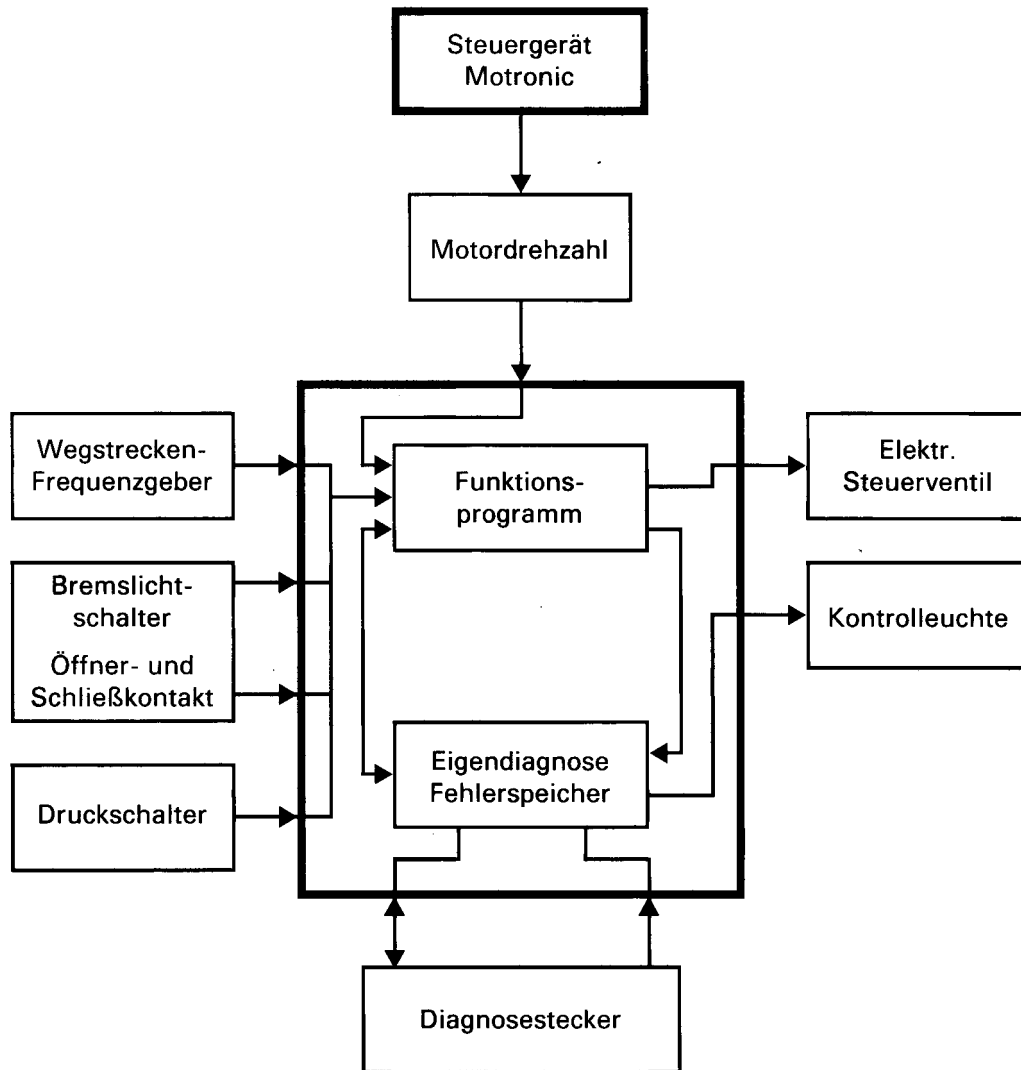 Steuergerät
Motronic
Motordrehzahl
Wegstrecken-
Frequenzgeber
Funktions-
programm
Elektr.
Steuerventil
Bremslicht-
schalter
Öffner- und
Schließkontakt
Kontrolleuchte
Eigendiagnose
Fehlerspeicher
Druckschalter
Diagnosestecker